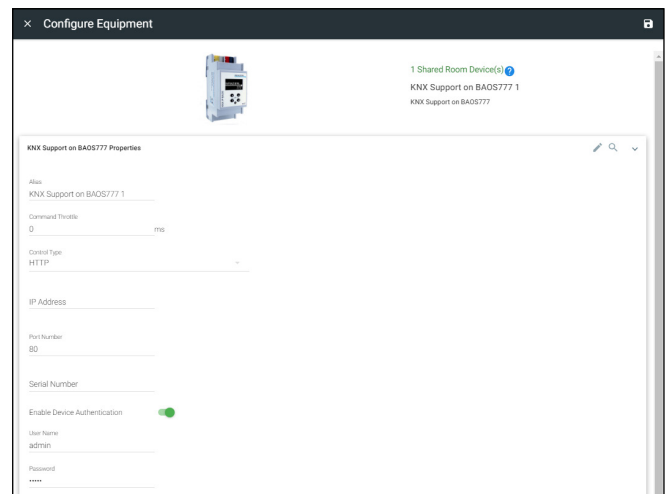 × Configure Equipment
1 Shared Room Device(s) ?
KNX Support on BAOS777 1
KNX Support on BAOS777
KNX Support on BAOS777 Properties
Alias
KNX Support on BAOS777 1
Command Throttle
0 ms
Control Type
HTTP
IP Address
Port Number
80
Serial Number
Enable Device Authentication
User Name
admin
Password
•••••